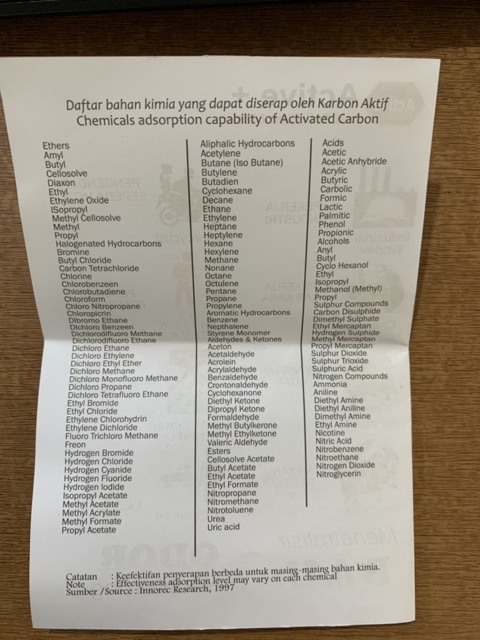 Daftar bahan kimia yang dapat diserap oleh Karbon Aktif
Chemicals adsorption capability of Activated Carbon
Ethers
Amyl
Butyl
Cellosolve
Diaxon
Ethyl
Ethylene Oxide
ISopropyl
Methyl Cellosolve
Methyl
Propyl
Halogenated Hydrocarbons
Bromine
Butyl Chloride
Carbon Tetrachloride
Chlorine
Chlorobenzeen
Chlorobutadiene
Chloroform
Chloro Nitropropane
Chloropicrin
Dibromo Ethane
Dichloro Benzeen
Dichlorodifluoro Methane
Dichlorodifluoro Ethane
Dichloro Ethane
Dichloro Ethylene
Dichloro Ethyl Ether
Dichloro Methane
Dichloro Monofluoro Methane
Dichloro Propane
Dichloro Tetrafluoro Ethane
Ethyl Bromide
Ethyl Chloride
Ethylene Chlorohydrin
Ethylene Dichloride
Fluoro Trichloro Methane
Freon
Hydrogen Bromide
Hydrogen Chloride
Hydrogen Cyanide
Hydrogen Fluoride
Hydrogen Iodide
Isopropyl Acetate
Methyl Acetate
Methyl Acrylate
Methyl Formate
Propyl Acetate
Aliphalic Hydrocarbons
Acetylene
Butane (Iso Butane)
Butylene
Butadien
Cyclohexane
Decane
Ethane
Ethylene
Heptane
Heptylene
Hexane
Hexylene
Methane
Nonane
Octane
Octulene
Pentane
Propane
Propylene
Aromatic Hydrocarbons
Benzene
Nepthalene
Styrene Monomer
Aldehydes & Ketones
Aceton
Acetaldehyde
Acrolein
Acrylaldehyde
Benzaldehyde
Crontonaldehyde
Cyclohexanone
Diethyl Ketone
Dipropyl Ketone
Formaldehyde
Methyl Butylkerone
Methyl Ethylketone
Valeric Aldehyde
Esters
Cellosolve Acetate
Butyl Acetate
Ethyl Acetate
Ethyl Formate
Nitropropane
Nitromethane
Nitrotoluene
Urea
Uric acid
Acids
Acetic
Acetic Anhybride
Acrylic
Butyric
Carbolic
Formic
Lactic
Palmitic
Phenol
Propionic
Alcohols
Anyl
Butyl
Cyclo Hexanol
Ethyl
Isopropyl
Methanol (Methyl)
Propyl
Sulphur Compounds
Carbon Disulphide
Dimethyl Sulphate
Ethyl Mercaptan
Hydrogen Sulphide
Methyl Mercaptan
Propyl Mercaptan
Sulphur Dioxide
Sulphur Trioxide
Sulphuric Acid
Nitrogen Compounds
Ammonia
Aniline
Diethyl Amine
Diethyl Aniline
Dimethyl Amine
Ethyl Amine
Nicotine
Nitric Acid
Nitrobenzene
Nitroethane
Nitrogen Dioxide
Nitroglycerin
Catatan : Keefektifan penyerapan berbeda untuk masing-masing bahan kimia.
Note : Effectiveness adsorption level may vary on each chemical
Sumber / Source : Innorec Research, 1997